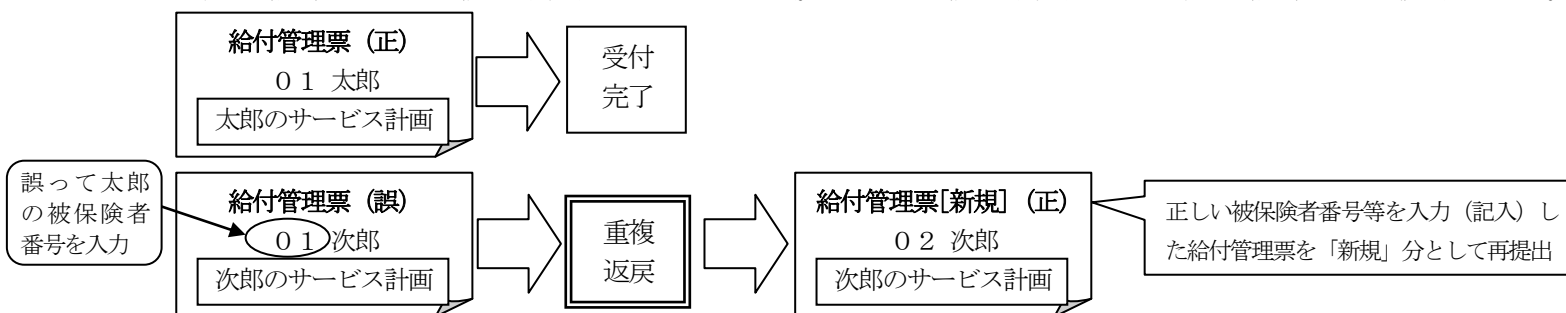 給付管理票（正）
０１ 太郎
太郎のサービス計画
受付
完了
誤って太郎
の被保険者
番号を入力
給付管理票（誤）
０１ 次郎
次郎のサービス計画
重複
返戻
給付管理票[新規]（正）
０２ 次郎
次郎のサービス計画
正しい被保険者番号等を入力（記入）し
た給付管理票を「新規」分として再提出